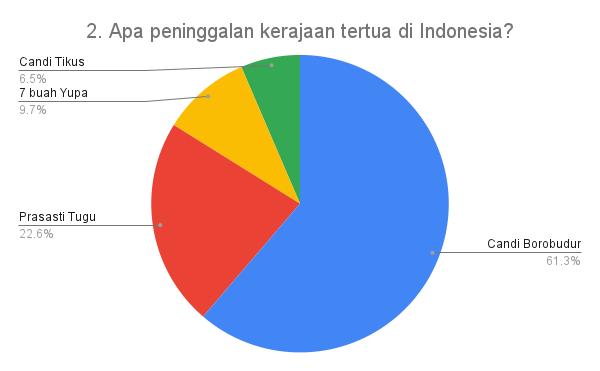 2. Apa peninggalan kerajaan tertua di Indonesia?
Candi Tikus
6.5%
7 buah Yupa
9.7%
Prasasti Tugu
22.6%
Candi Borobudur
61.3%